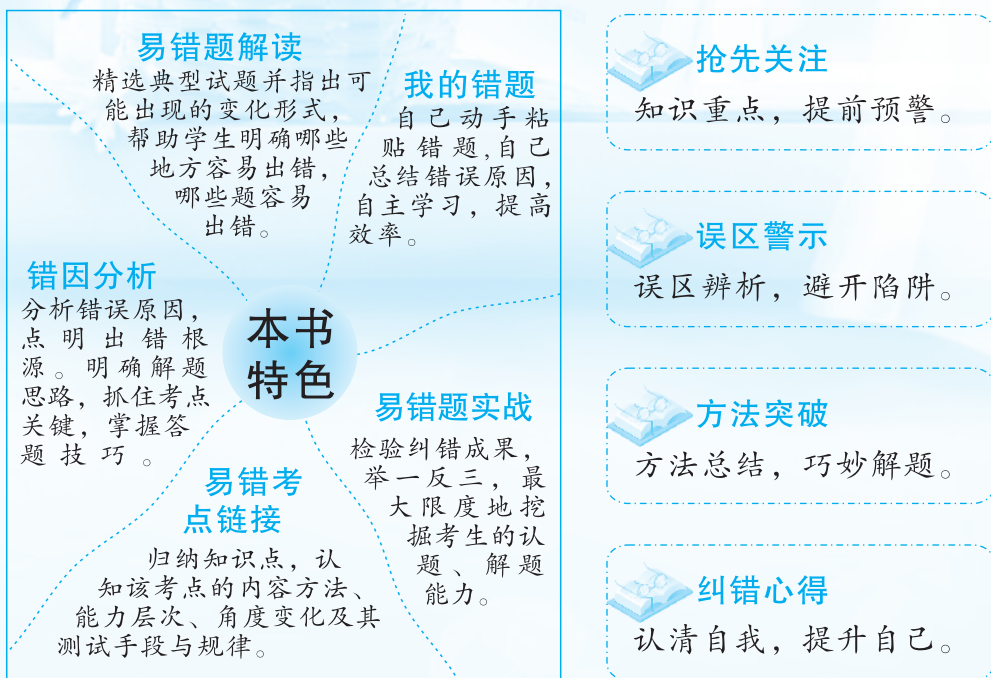 易错题解读
精选典型试题并指出可
能出现的变化形式，
帮助学生明确哪些
地方容易出错，
哪些题容易
出错。
我的错题
自己动手粘
贴错题,自己
总结错误原因，
自主学习，提高
效率。
错因分析
分析错误原因，
点明出错根
源。明确解题
思路，抓住考点
关键，掌握答
题技巧。
本书
特色
易错题实战
检验纠错成果，
举一反三，最
大限度地挖
掘考生的认
题、解题
能力。
易错考
点链接
归纳知识点，认
知该考点的内容方法、
能力层次、角度变化及其
测试手段与规律。
抢先关注
知识重点，提前预警。
误区警示
误区辨析，避开陷阱。
方法突破
方法总结，巧妙解题。
纠错心得
认清自我，提升自己。